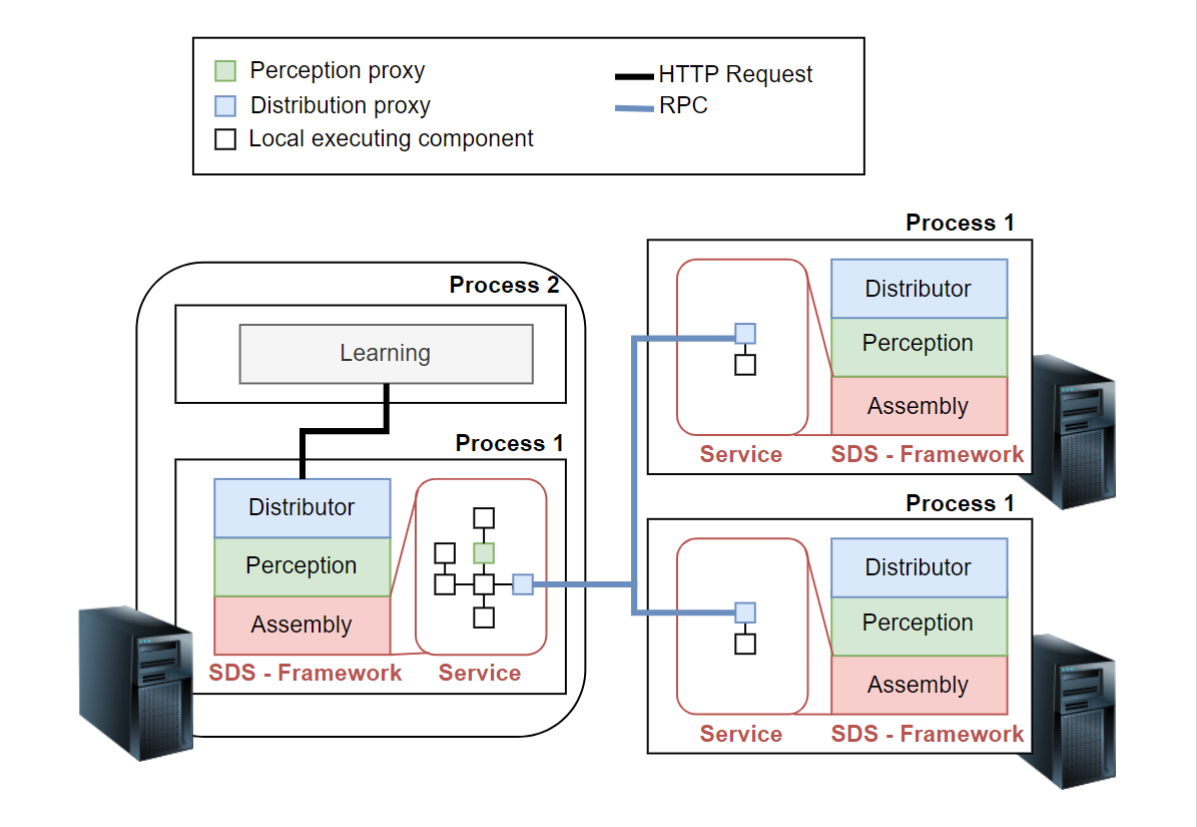 Perception proxy
HTTP Request
Distribution proxy
RPC
Local executing component
Process 2
Learning
Process 1
Distributor
Perception
Assembly
SDS - Framework
Service
Process 1
Distributor
Perception
Assembly
Service
SDS - Framework
Process 1
Distributor
Perception
Assembly
Service
SDS - Framework